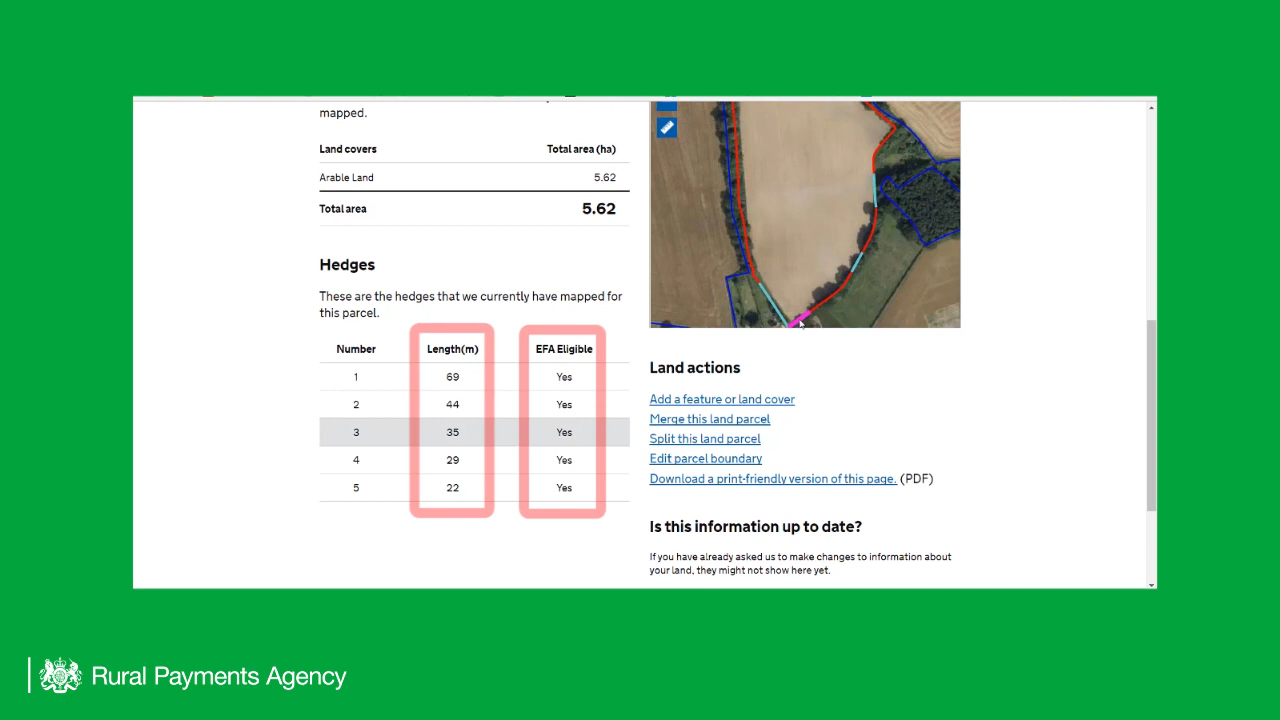 mapped.
Land covers Total area (ha)
Arable Land 5.62
Total area 5.62
Hedges
These are the hedges that we currently have mapped for
this parcel.
Number Length(m) EFA Eligible
1 69 Yes
2 44 Yes
3 35 Yes
4 29 Yes
5 22 Yes
Land actions
Add a feature or land cover
Merge this land parcel
Split this land parcel
Edit parcel boundary
Download a print-friendly version of this page. (PDF)
Is this information up to date?
If you have already asked us to make changes to information about
your land, they might not show here yet.
Rural Payments Agency